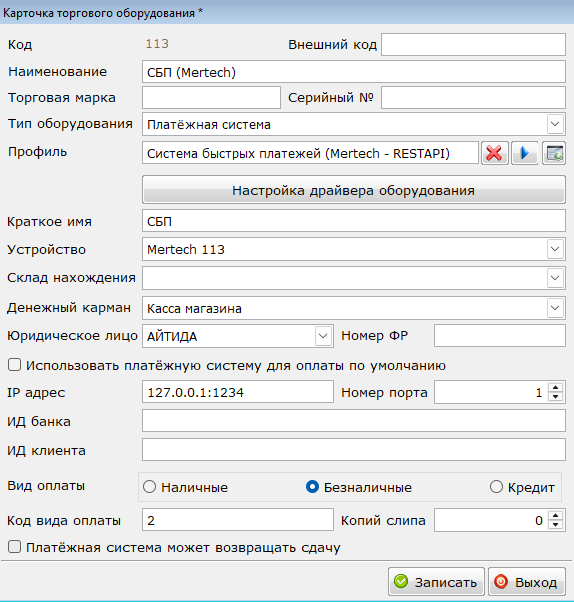 Карточка торгового оборудования *
Код 113 Внешний код
Наименование СБП (Mertech)
Торговая марка Серийный №
Тип оборудования Платёжная система
Профиль Система быстрых платежей (Mertech - RESTAPI)
Настройка драйвера оборудования
Краткое имя СБП
Устройство Mertech 113
Склад нахождения
Денежный карман Касса магазина
Юридическое лицо АЙТИДА Номер ФР
Использовать платёжную систему для оплаты по умолчанию
IP адрес 127.0.0.1:1234 Номер порта 1
ИД банка
ИД клиента
Вид оплаты Наличные Безналичные Кредит
Код вида оплаты 2 Копий слипа 0
Платёжная система может возвращать сдачу
Записать Выход